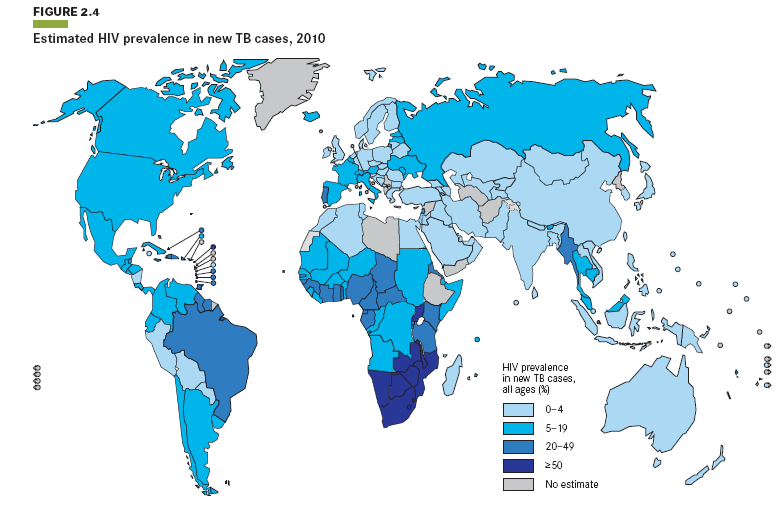 FIGURE 2.4
Estimated HIV prevalence in new TB cases, 2010
HIV prevalence
in new TB cases,
all ages (%)
0–4
5–19
20–49
≥50
No estimate